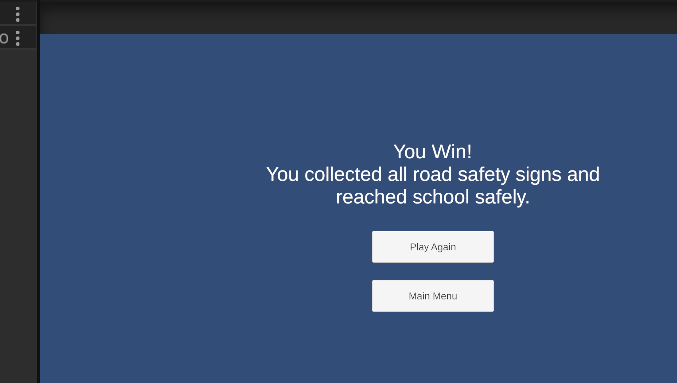 You Win!
You collected all road safety signs and
reached school safely.
Play Again
Main Menu